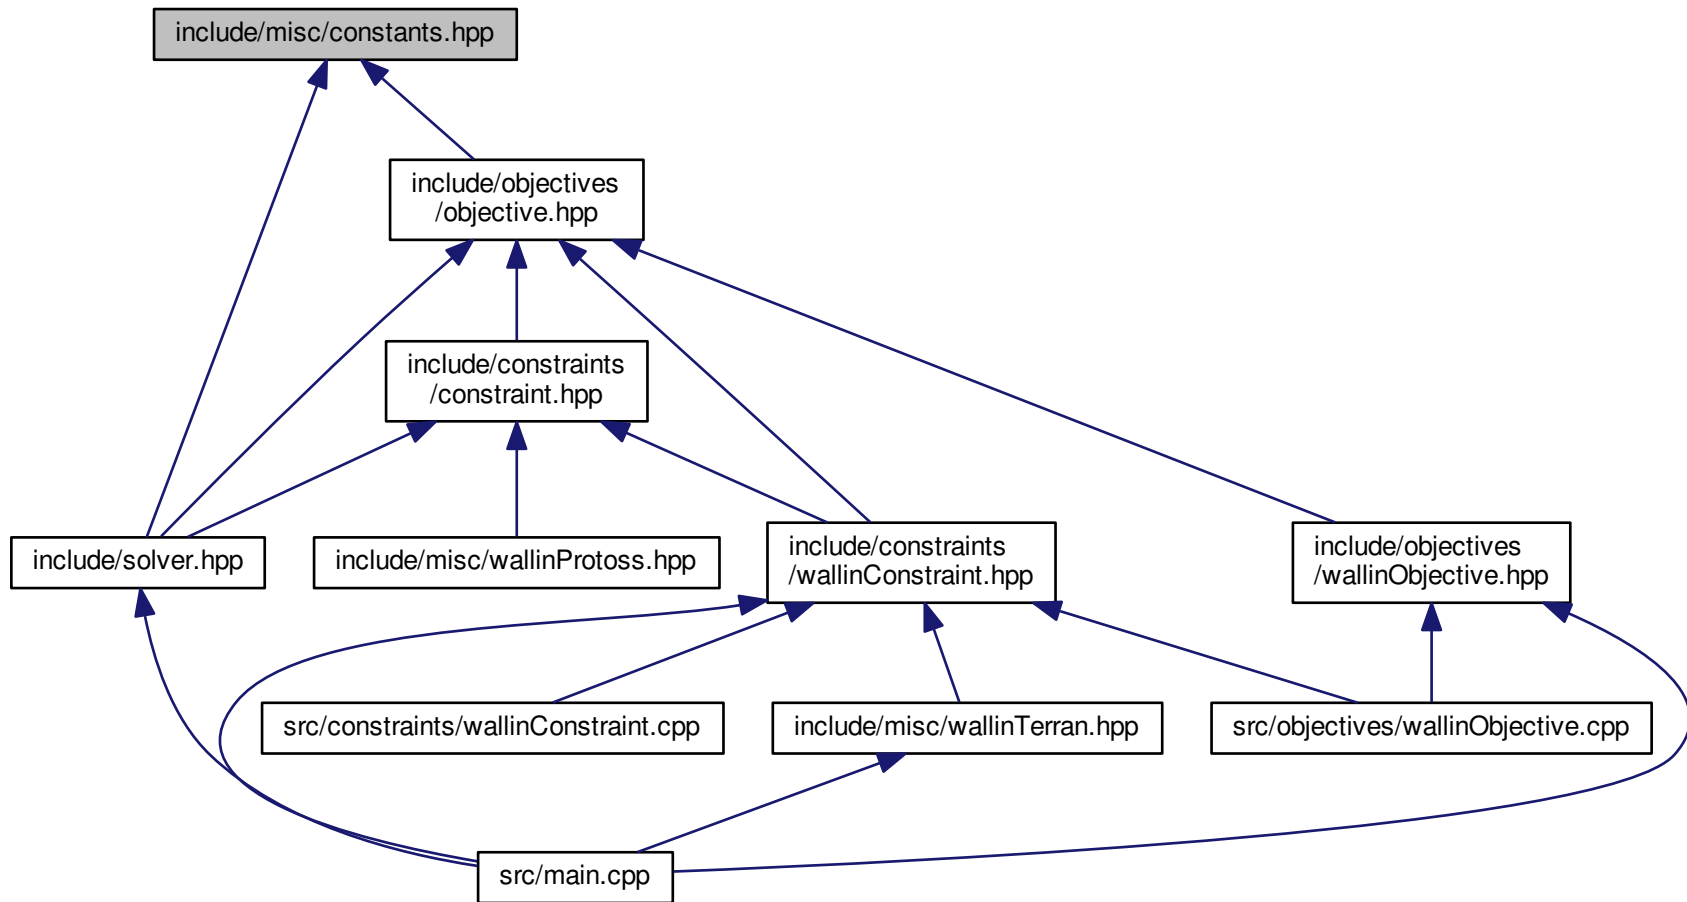 include/misc/constants.hpp
include/objectives
/objective.hpp
include/constraints
/constraint.hpp
include/solver.hpp
include/misc/wallinProtoss.hpp
include/constraints
/wallinConstraint.hpp
include/objectives
/wallinObjective.hpp
src/constraints/wallinConstraint.cpp
include/misc/wallinTerran.hpp
src/objectives/wallinObjective.cpp
src/main.cpp